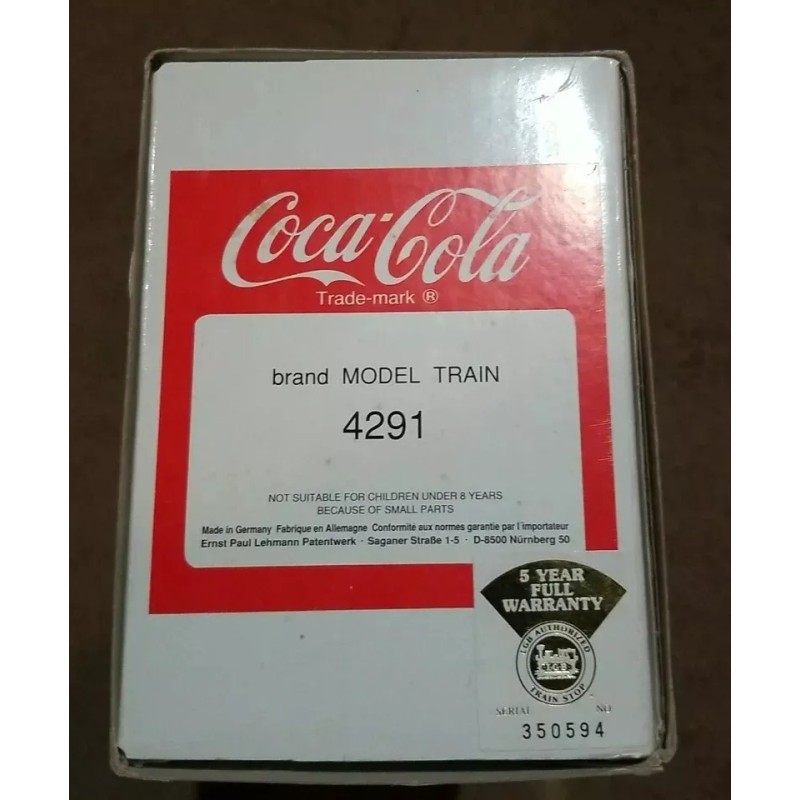 Coca-Cola
Trade-mark ®
brand MODEL TRAIN
4291
NOT SUITABLE FOR CHILDREN UNDER 8 YEARS
BECAUSE OF SMALL PARTS
Made in Germany Fabrique en Allemagne Conformité aux normes garantie par l'importateur
Ernst Paul Lehmann Patentwerk · Saganer Straße 1-5 · D-8500 Nürnberg 50
5 YEAR
FULL
WARRANTY
LGB AUTHORIZED
LGB
TRAIN STOP
SERIAL NO
350594